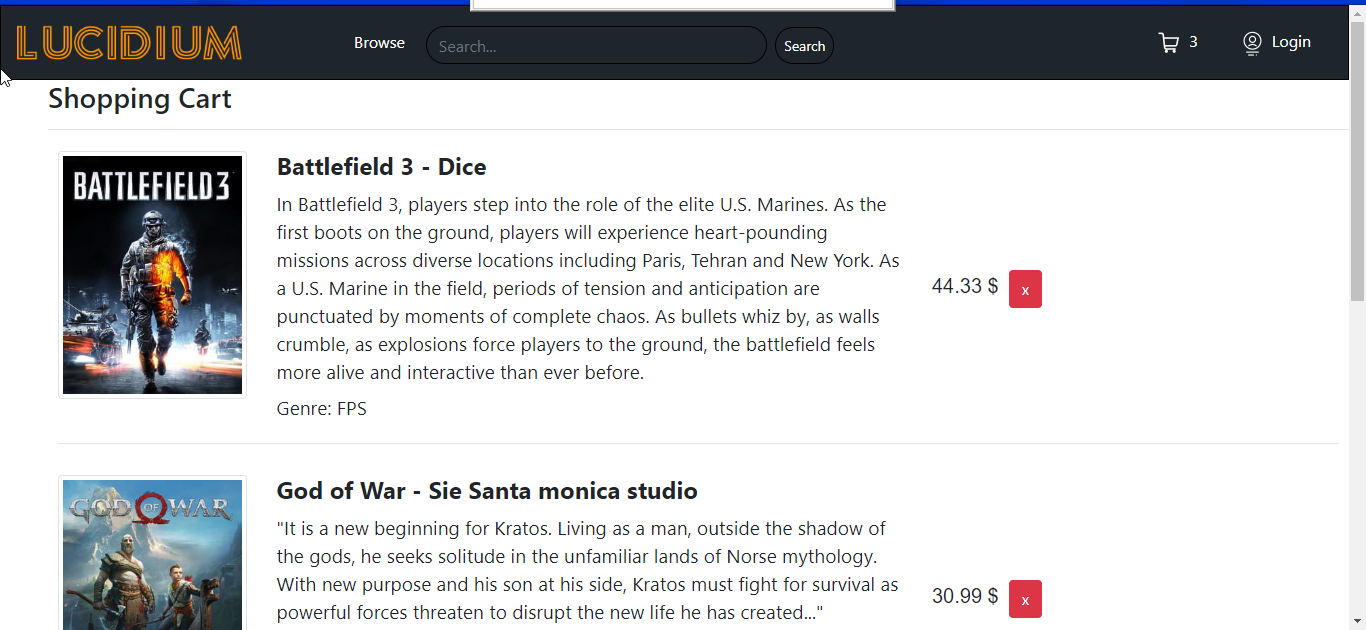 LUCIDIUM
Browse
Search...
Search
3
Login
Shopping Cart
BATTLEFIELD 3
Battlefield 3 - Dice
In Battlefield 3, players step into the role of the elite U.S. Marines. As the
first boots on the ground, players will experience heart-pounding
missions across diverse locations including Paris, Tehran and New York. As
a U.S. Marine in the field, periods of tension and anticipation are
punctuated by moments of complete chaos. As bullets whiz by, as walls
crumble, as explosions force players to the ground, the battlefield feels
more alive and interactive than ever before.
Genre: FPS
44.33 $
x
GOD OF WAR
God of War - Sie Santa monica studio
"It is a new beginning for Kratos. Living as a man, outside the shadow of
the gods, he seeks solitude in the unfamiliar lands of Norse mythology.
With new purpose and his son at his side, Kratos must fight for survival as
powerful forces threaten to disrupt the new life he has created..."
30.99 $
x